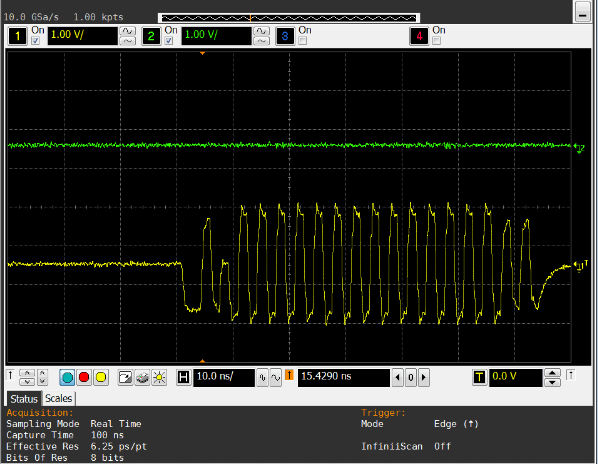 10.0 GSa/s 1.00 kpts
1 On 1.00 V/ 2 On 1.00 V/ 3 On 4 On
2
1 T
H 10.0 ns/ 15.4290 ns 0 T 0.0 V
Status Scales
Acquisition: Trigger:
Sampling Mode Real Time Mode Edge (↑)
Capture Time 100 ns
Effective Res 6.25 ps/pt InfiniiScan Off
Bits Of Res 8 bits